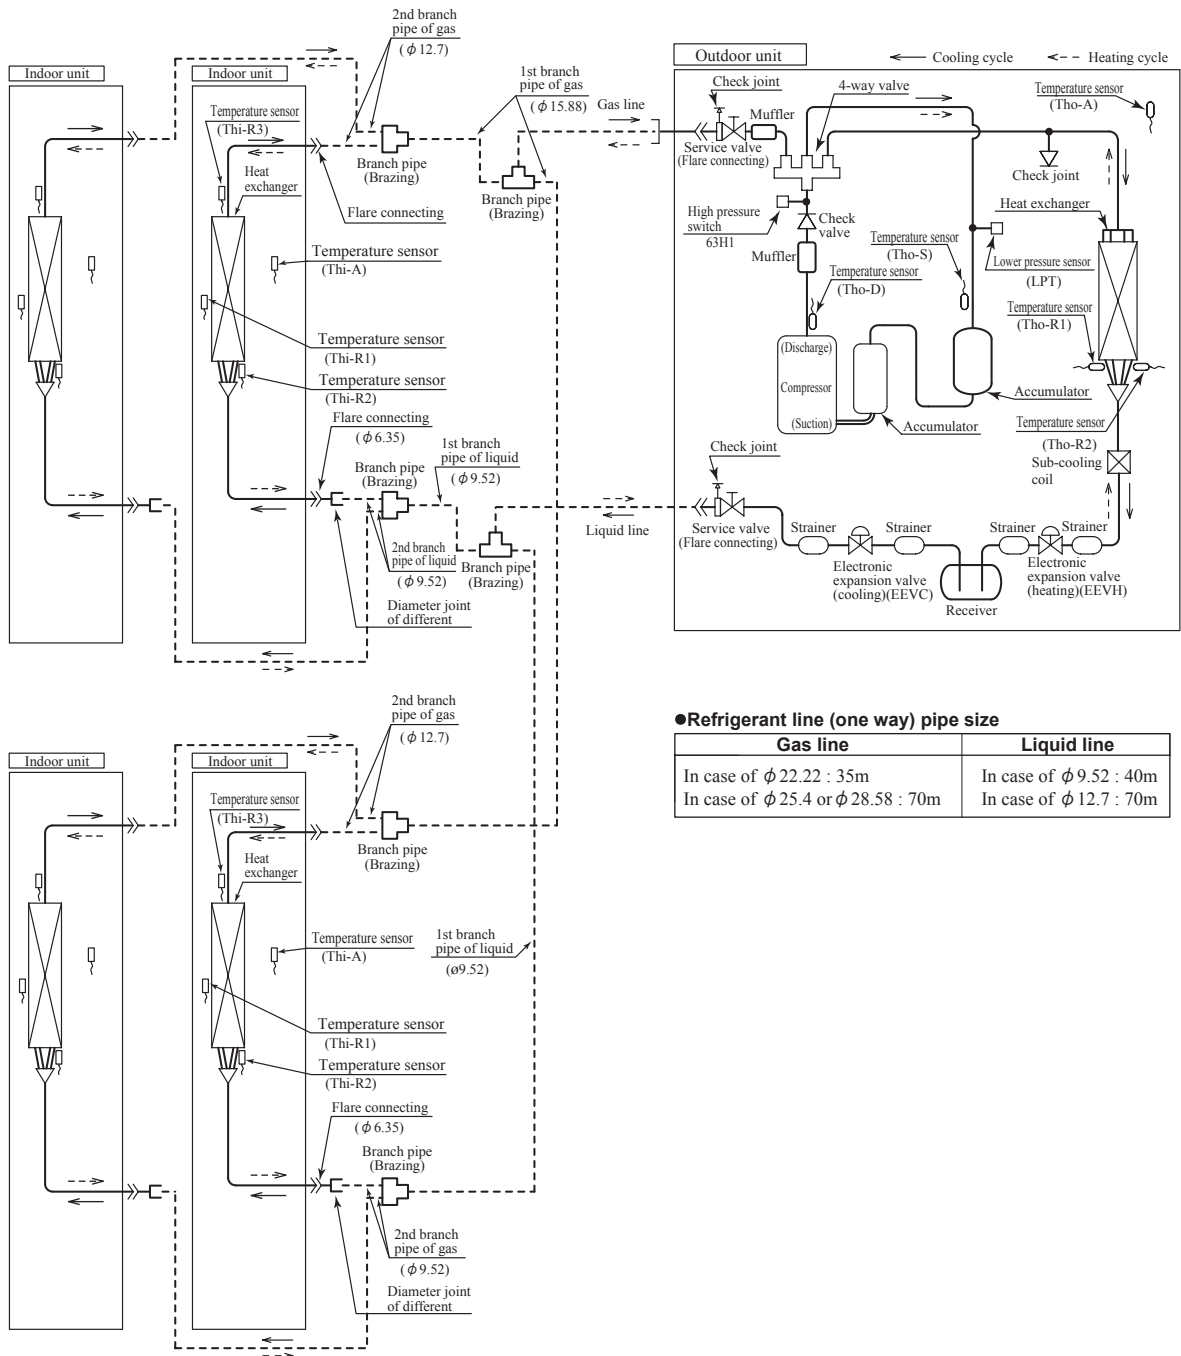 2nd branch
pipe of gas
(ϕ12.7)
Indoor unit
Indoor unit
Temperature sensor
(Thi-R3)
Heat
exchanger
Branch pipe
(Brazing)
Flare connecting
1st branch
pipe of gas
(ϕ15.88)
Gas line
Branch pipe
(Brazing)
Temperature sensor
(Thi-A)
Temperature sensor
(Thi-R1)
Temperature sensor
(Thi-R2)
Flare connecting
(ϕ6.35)
Branch pipe
(Brazing)
1st branch
pipe of liquid
(ϕ9.52)
2nd branch
pipe of liquid
(ϕ9.52)
Branch pipe
(Brazing)
Diameter joint
of different
Liquid line
Outdoor unit
Cooling cycle
Heating cycle
Check joint
4-way valve
Temperature sensor
(Tho-A)
Muffler
Service valve
(Flare connecting)
Check joint
High pressure
switch
63H1
Check
valve
Muffler
Temperature sensor
(Tho-S)
Heat exchanger
Lower pressure sensor
(LPT)
Temperature sensor
(Tho-D)
Temperature sensor
(Tho-R1)
(Discharge)
Compressor
(Suction)
Accumulator
Accumulator
Temperature sensor
(Tho-R2)
Sub-cooling
coil
Check joint
Service valve
(Flare connecting)
Strainer
Strainer
Strainer
Strainer
Electronic
expansion valve
(cooling)(EEVC)
Electronic
expansion valve
(heating)(EEVH)
Receiver
●Refrigerant line (one way) pipe size
Gas line
Liquid line
In case of ϕ22.22 : 35m
In case of ϕ9.52 : 40m
In case of ϕ25.4 or ϕ28.58 : 70m
In case of ϕ12.7 : 70m
2nd branch
pipe of gas
(ϕ12.7)
Indoor unit
Indoor unit
Temperature sensor
(Thi-R3)
Heat
exchanger
Branch pipe
(Brazing)
Temperature sensor
(Thi-A)
1st branch
pipe of liquid
(ø9.52)
Temperature sensor
(Thi-R1)
Temperature sensor
(Thi-R2)
Flare connecting
(ϕ6.35)
Branch pipe
(Brazing)
2nd branch
pipe of gas
(ϕ9.52)
Diameter joint
of different